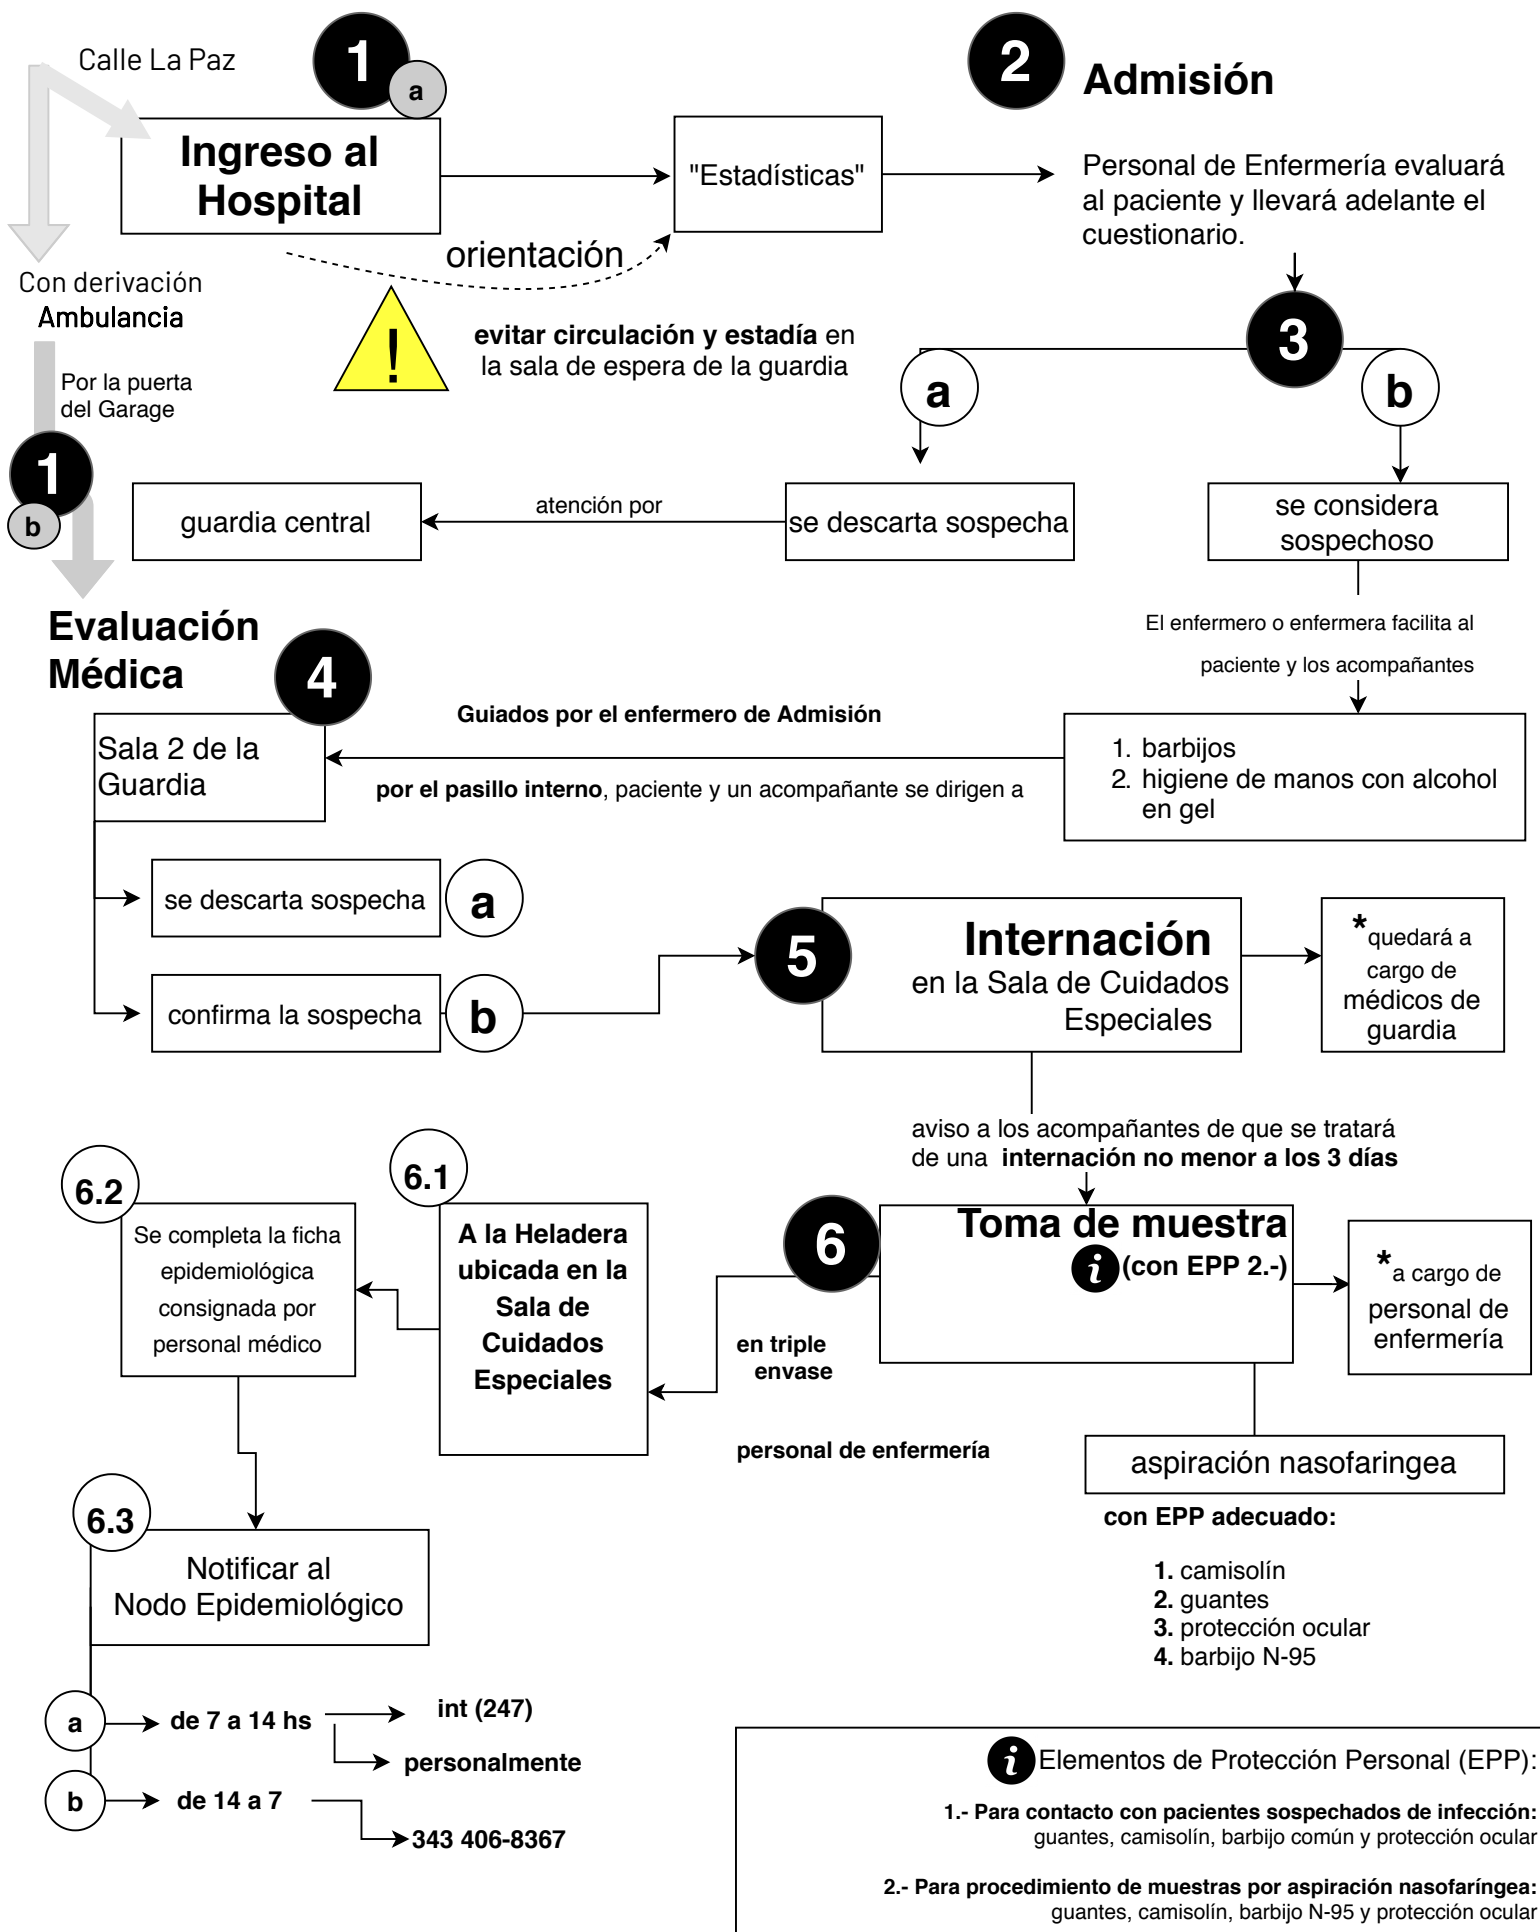 Calle La Paz
1
a
Ingreso al
Hospital
"Estadísticas"
2
Admisión
Personal de Enfermería evaluará
al paciente y llevará adelante el
cuestionario.
orientación
Con derivación
Ambulancia
!
evitar circulación y estadía en
la sala de espera de la guardia
3
a
b
Por la puerta
del Garage
1
b
guardia central
atención por
se descarta sospecha
se considera
sospechoso
El enfermero o enfermera facilita al
paciente y los acompañantes
Evaluación
Médica
4
Guiados por el enfermero de Admisión
Sala 2 de la
Guardia
por el pasillo interno, paciente y un acompañante se dirigen a
1. barbijos
2. higiene de manos con alcohol
en gel
se descarta sospecha
a
confirma la sospecha
b
5
Internación
en la Sala de Cuidados
Especiales
*quedará a
cargo de
médicos de
guardia
aviso a los acompañantes de que se tratará
de una internación no menor a los 3 días
6
Toma de muestra
i (con EPP 2.-)
*a cargo de
personal de
enfermería
6.1
A la Heladera
ubicada en la
Sala de
Cuidados
Especiales
en triple
envase
personal de enfermería
6.2
Se completa la ficha
epidemiológica
consignada por
personal médico
aspiración nasofaringea
con EPP adecuado:
1. camisolín
2. guantes
3. protección ocular
4. barbijo N-95
6.3
Notificar al
Nodo Epidemiológico
a
de 7 a 14 hs
int (247)
personalmente
b
de 14 a 7
343 406-8367
i Elementos de Protección Personal (EPP):
1.- Para contacto con pacientes sospechados de infección:
guantes, camisolín, barbijo común y protección ocular
2.- Para procedimiento de muestras por aspiración nasofaríngea:
guantes, camisolín, barbijo N-95 y protección ocular